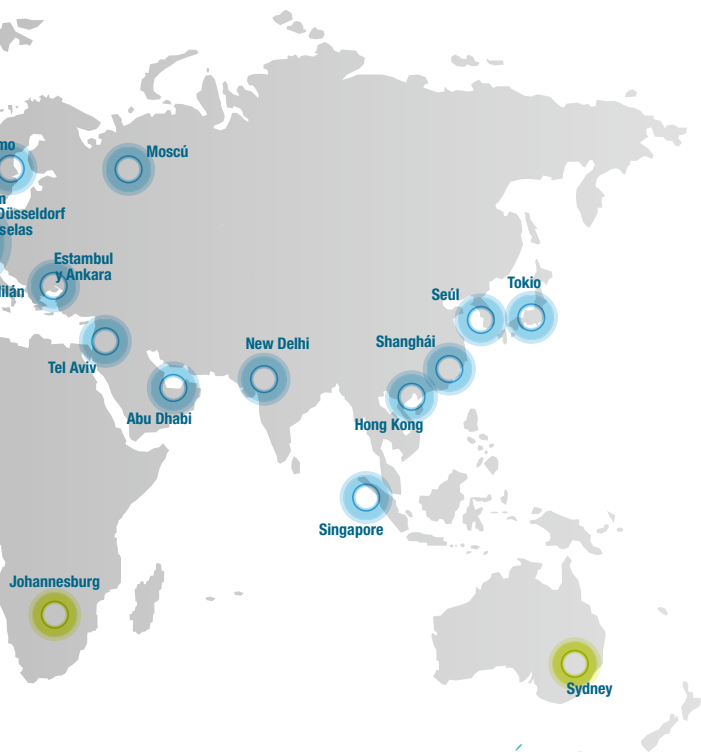 Moscú
Düsseldorf
Estambul
y Ankara
Tokio
Seúl
New Delhi
Shanghái
Tel Aviv
Abu Dhabi
Hong Kong
Singapore
Johannesburg
Sydney